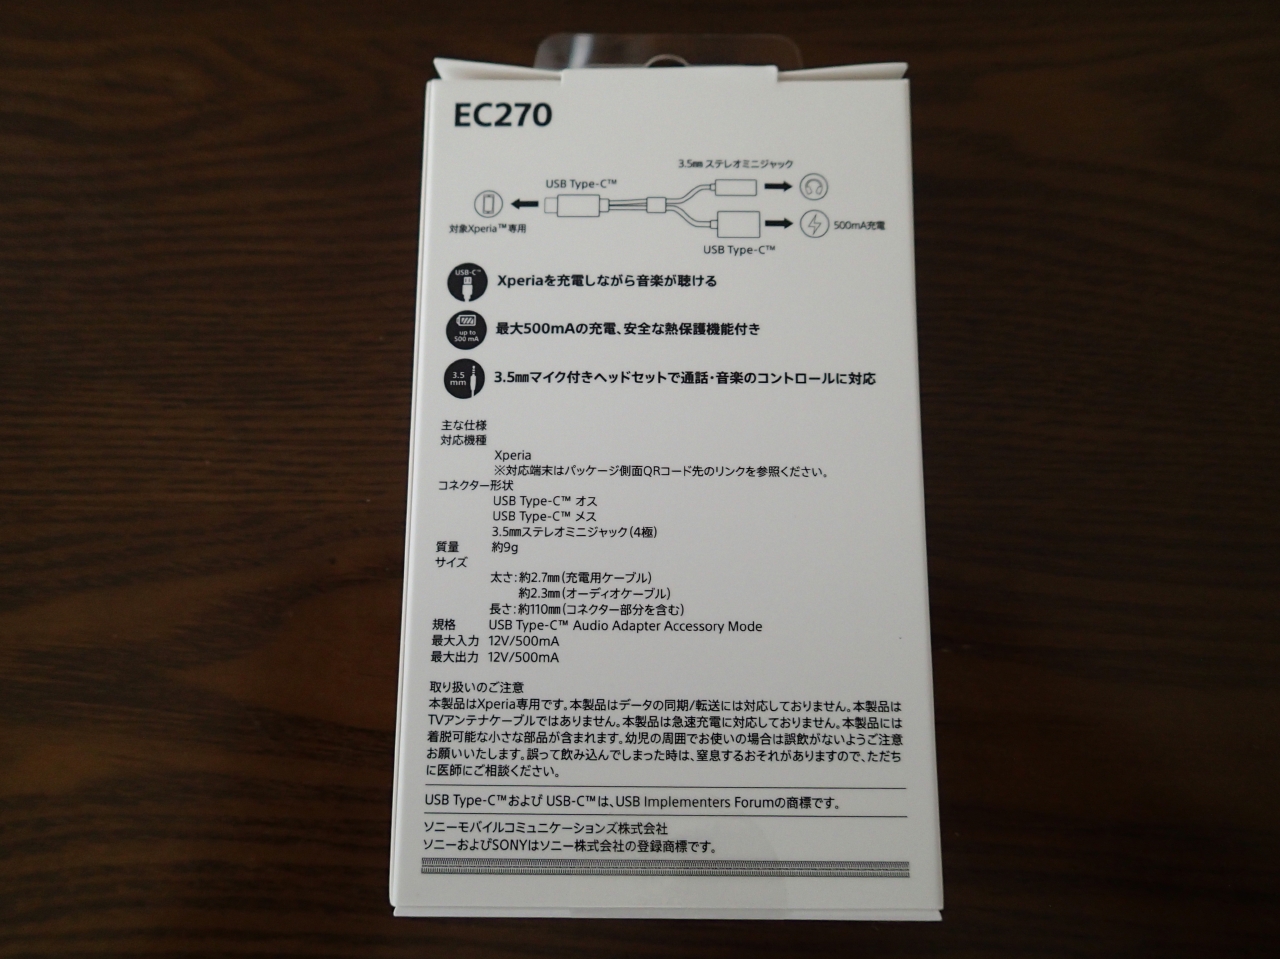 EC270
3.5㎜ ステレオミニジャック
USB Type-C™
対象Xperia™専用
500mA充電
USB Type-C™
USB-C™
Xperiaを充電しながら音楽が聴ける
up to
500 mA
最大500mAの充電、安全な熱保護機能付き
3.5
mm
3.5㎜マイク付きヘッドセットで通話・音楽のコントロールに対応
主な仕様
対応機種
Xperia
※対応端末はパッケージ側面QRコード先のリンクを参照ください。
コネクター形状
USB Type-C™ オス
USB Type-C™ メス
3.5㎜ステレオミニジャック(4極)
質量 約9g
サイズ
太さ:約2.7㎜(充電用ケーブル)
約2.3㎜(オーディオケーブル)
長さ:約110㎜(コネクター部分を含む)
規格 USB Type-C™ Audio Adapter Accessory Mode
最大入力 12V/500mA
最大出力 12V/500mA
取り扱いのご注意
本製品はXperia専用です。本製品はデータの同期/転送には対応しておりません。本製品は
TVアンテナケーブルではありません。本製品は急速充電に対応しておりません。本製品には
着脱可能な小さな部品が含まれます。幼児の周囲でお使いの場合は誤飲がないようご注意
お願いいたします。誤って飲み込んでしまった時は、窒息するおそれがありますので、ただち
に医師にご相談ください。
USB Type-C™および USB-C™は、USB Implementers Forumの商標です。
ソニーモバイルコミュニケーションズ株式会社
ソニーおよびSONYはソニー株式会社の登録商標です。